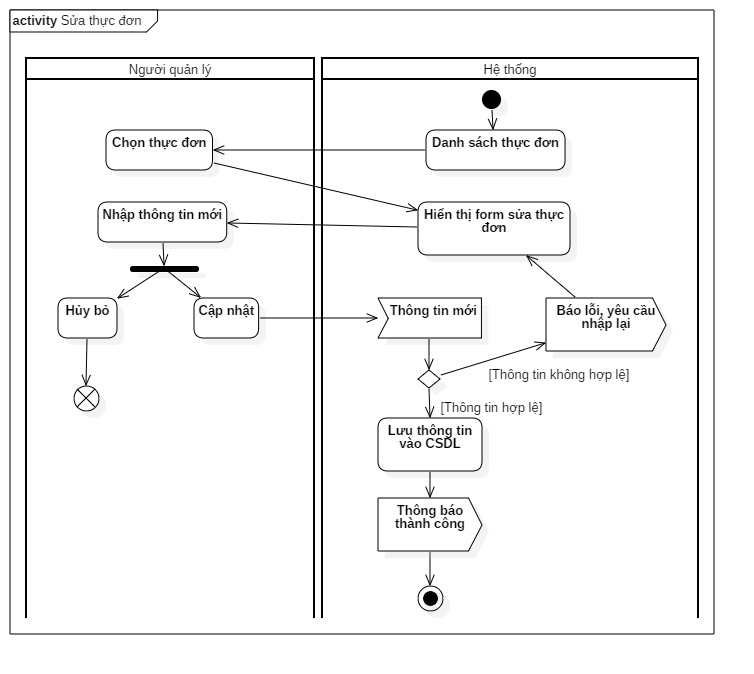 activity Sửa thực đơn
Người quản lý
Hệ thống
Chọn thực đơn
Danh sách thực đơn
Nhập thông tin mới
Hiển thị form sửa thực
đơn
Hủy bỏ
Cập nhật
Thông tin mới
Báo lỗi, yêu cầu
nhập lại
[Thông tin không hợp lệ]
[Thông tin hợp lệ]
Lưu thông tin
vào CSDL
Thông báo
thành công